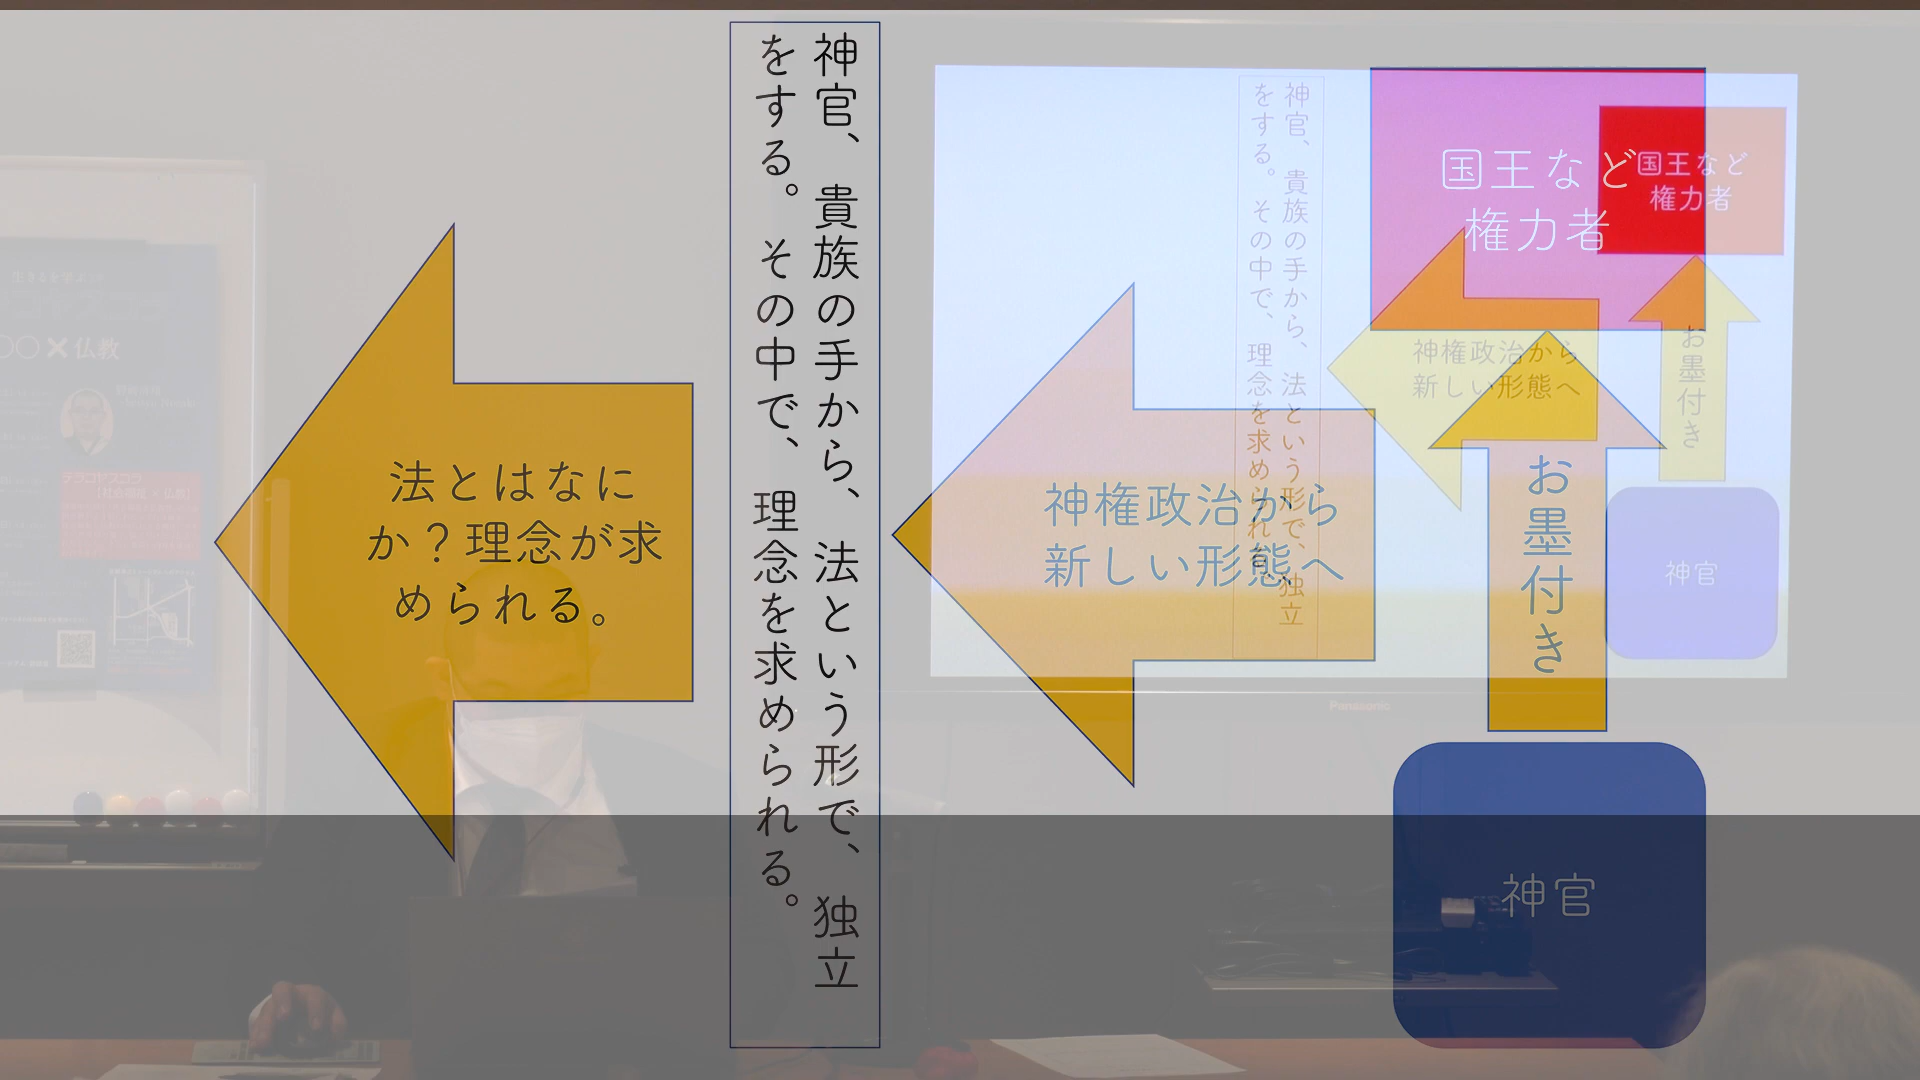 国王など
権力者
お墨付き
神官
神権政治から
新しい形態へ
神官、貴族の手から、法という形で、独立
をする。その中で、理念を求められる。
法とはなに
か？理念が求
められる。
国王など
権力者
お墨付き
神官
神権政治から
新しい形態へ
神官、貴族の手から、法という形で、独立
をする。その中で、理念を求められる。
Panasonic
〇〇✕仏教